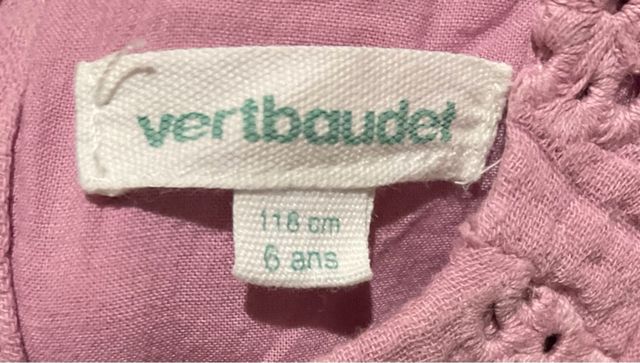 vertbaudet
118 cm
6 ans